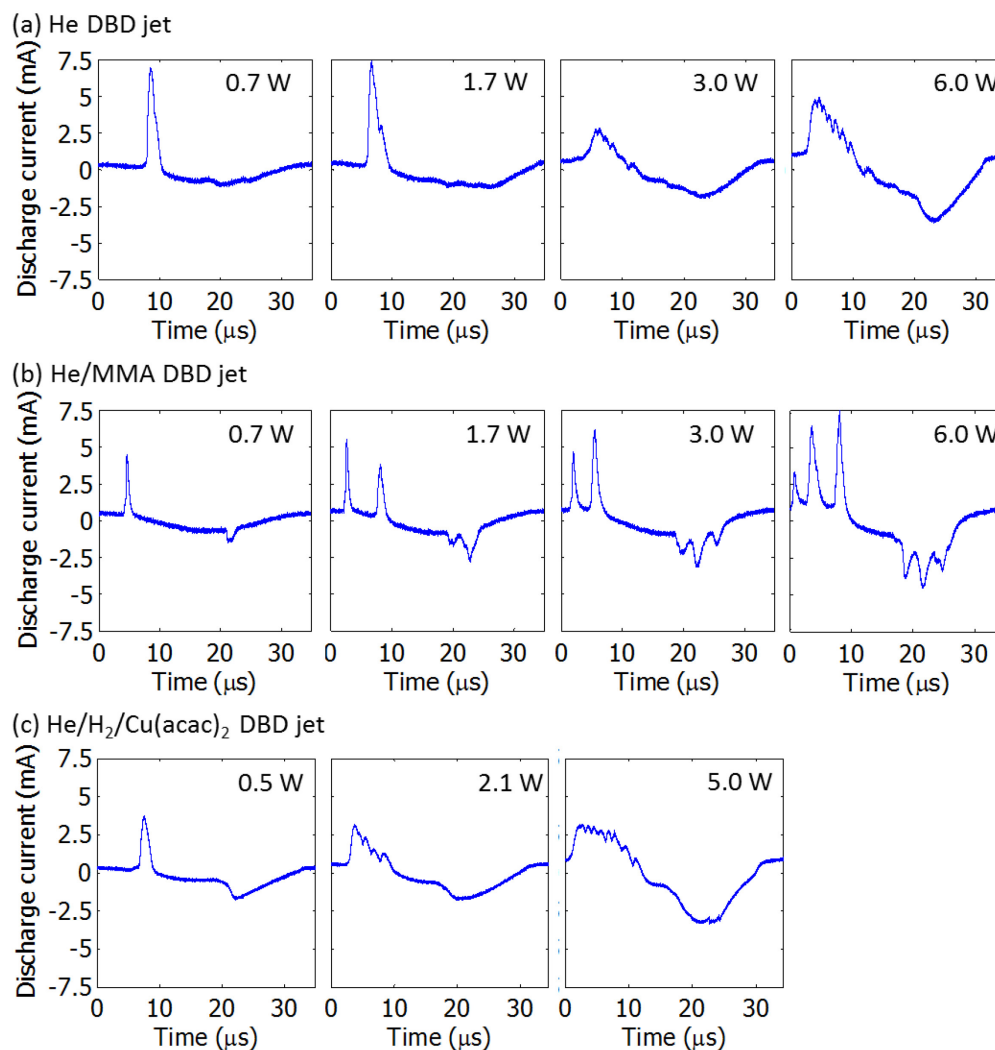 (a) He DBD jet
Discharge current (mA)
7.5
5
2.5
0
-2.5
-5
-7.5
0.7 W
1.7 W
3.0 W
6.0 W
0 10 20 30 0 10 20 30 0 10 20 30 0 10 20 30
Time (μs) Time (μs) Time (μs) Time (μs)
(b) He/MMA DBD jet
Discharge current (mA)
7.5
5
2.5
0
-2.5
-5
-7.5
0.7 W
1.7 W
3.0 W
6.0 W
0 10 20 30 0 10 20 30 0 10 20 30 0 10 20 30
Time (μs) Time (μs) Time (μs) Time (μs)
(c) He/H₂/Cu(acac)₂ DBD jet
Discharge current (mA)
7.5
5
2.5
0
-2.5
-5
-7.5
0.5 W
2.1 W
5.0 W
0 10 20 30 0 10 20 30 0 10 20 30
Time (μs) Time (μs) Time (μs)